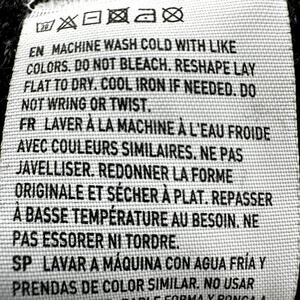 EN MACHINE WASH COLD WITH LIKE
COLORS. DO NOT BLEACH. RESHAPE LAY
FLAT TO DRY. COOL IRON IF NEEDED. DO
NOT WRING OR TWIST.
FR LAVER À LA MACHINE À L'EAU FROIDE
AVEC COULEURS SIMILAIRES. NE PAS
JAVELLISER. REDONNER LA FORME
ORIGINALE ET SÉCHER À PLAT. REPASSER
À BASSE TEMPÉRATURE AU BESOIN. NE
PAS ESSORER NI TORDRE.
SP LAVAR A MÁQUINA CON AGUA FRÍA Y
PRENDAS DE COLOR SIMILAR. NO USAR